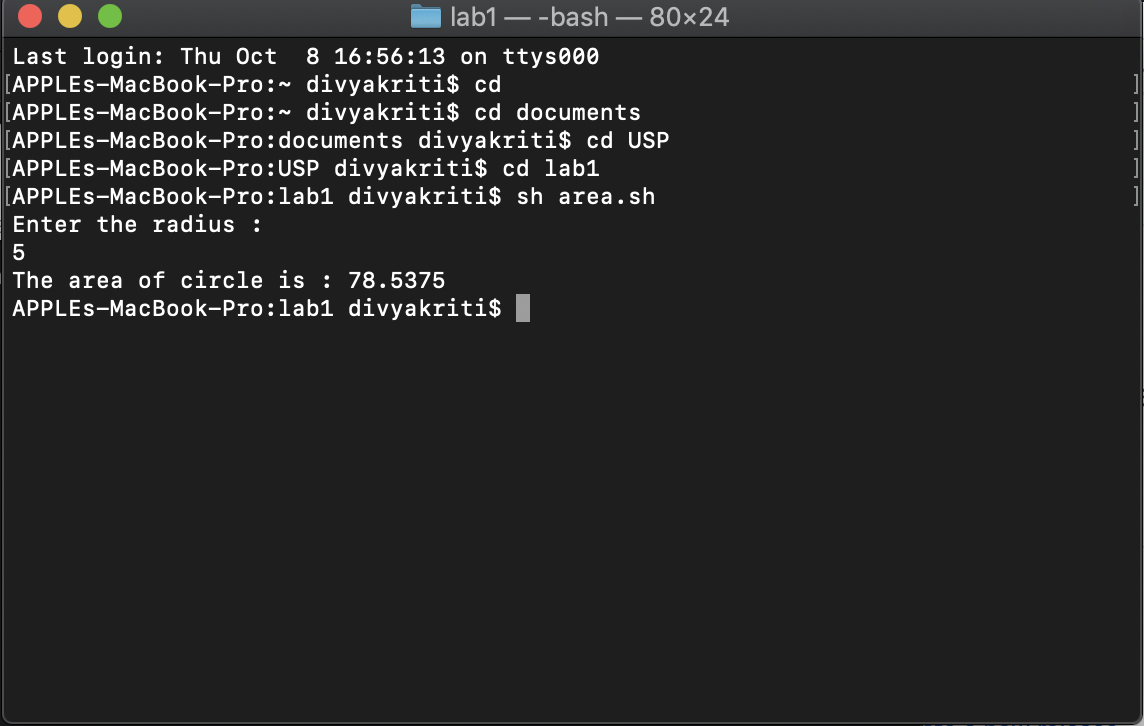 lab1 — -bash — 80×24
Last login: Thu Oct  8 16:56:13 on ttys000
[APPLEs-MacBook-Pro:~ divyakriti$ cd ]
[APPLEs-MacBook-Pro:~ divyakriti$ cd documents ]
[APPLEs-MacBook-Pro:documents divyakriti$ cd USP ]
[APPLEs-MacBook-Pro:USP divyakriti$ cd lab1 ]
[APPLEs-MacBook-Pro:lab1 divyakriti$ sh area.sh ]
Enter the radius :
5
The area of circle is : 78.5375
APPLEs-MacBook-Pro:lab1 divyakriti$